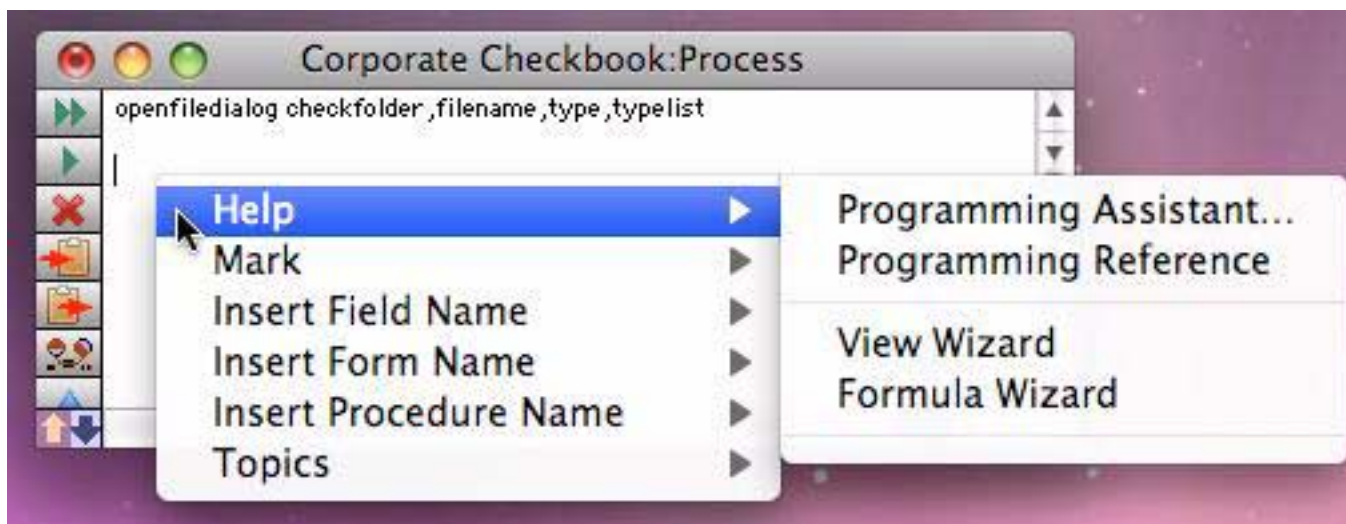 Corporate Checkbook:Process
openfiledialog checkfolder,filename,type,typelist
Help
Mark
Insert Field Name
Insert Form Name
Insert Procedure Name
Topics
Programming Assistant...
Programming Reference
View Wizard
Formula Wizard